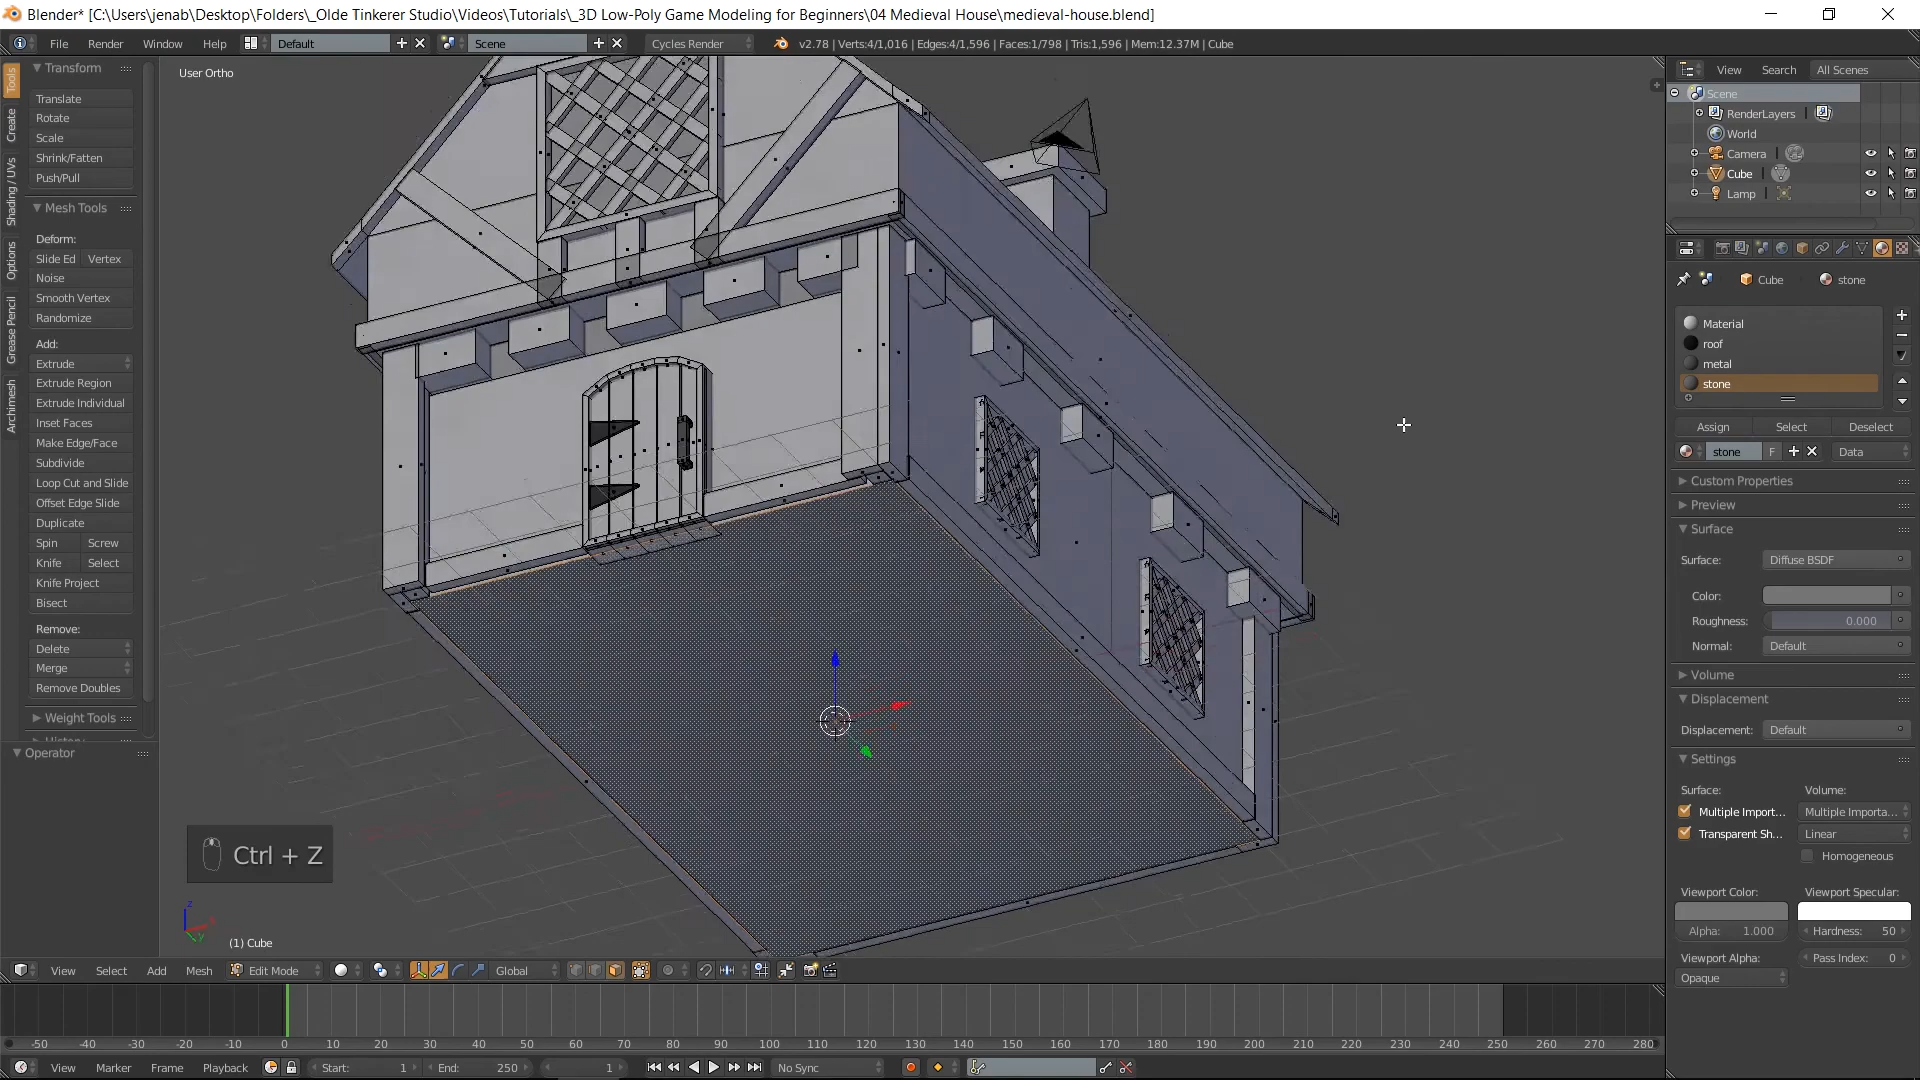 Blender* [C:\Users\jenab\Desktop\Folders\_Olde Tinkerer Studio\Videos\Tutorials\_3D Low-Poly Game Modeling for Beginners\04 Medieval House\medieval-house.blend]
File Render Window Help Default Scene Cycles Render v2.78 | Verts:4/1,016 | Edges:4/1,596 | Faces:1/798 | Tris:1,596 | Mem:12.37M | Cube
Tools
Create
Shading / UVs
Options
Grease Pencil
Archimesh
Transform
Translate
Rotate
Scale
Shrink/Fatten
Push/Pull
Mesh Tools
Deform:
Slide Ed Vertex
Noise
Smooth Vertex
Randomize
Add:
Extrude
Extrude Region
Extrude Individual
Inset Faces
Make Edge/Face
Subdivide
Loop Cut and Slide
Offset Edge Slide
Duplicate
Spin Screw
Knife Select
Knife Project
Bisect
Remove:
Delete
Merge
Remove Doubles
Weight Tools
Operator
User Ortho
Ctrl + Z
z
(1) Cube
View Select Add Mesh Edit Mode Global
-50 -40 -30 -20 -10 0 10 20 30 40 50 60 70 80 90 100 110 120 130 140 150 160 170 180 190 200 210 220 230 240 250 260 270 280
View Marker Frame Playback Start: 1 End: 250 1 No Sync
View Search All Scenes
Scene
RenderLayers
World
Camera
Cube
Lamp
Cube stone
Material
roof
metal
stone
Assign Select Deselect
stone F Data
Custom Properties
Preview
Surface
Surface: Diffuse BSDF
Color:
Roughness: 0.000
Normal: Default
Volume
Displacement
Displacement: Default
Settings
Surface: Volume:
Multiple Import... Multiple Importa...
Transparent Sh... Linear
Homogeneous
Viewport Color: Viewport Specular:
Alpha: 1.000 Hardness: 50
Viewport Alpha: Pass Index: 0
Opaque